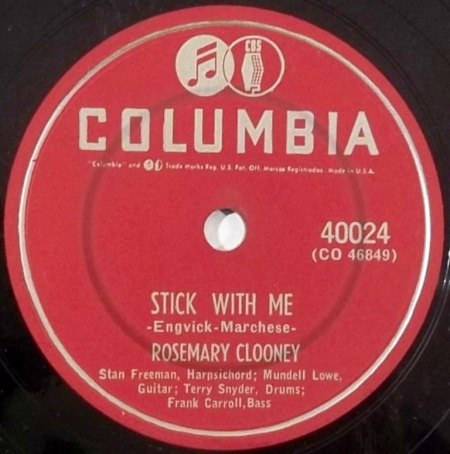 CBS
COLUMBIA
"Columbia" and Trade Marks Reg. U.S. Pat. Off. Marcas Registradas. Made in U.S.A.
40024
(CO 46849)
STICK WITH ME
-Engvick-Marchese-
ROSEMARY CLOONEY
Stan Freeman, Harpsichord; Mundell Lowe,
Guitar; Terry Snyder, Drums;
Frank Carroll, Bass